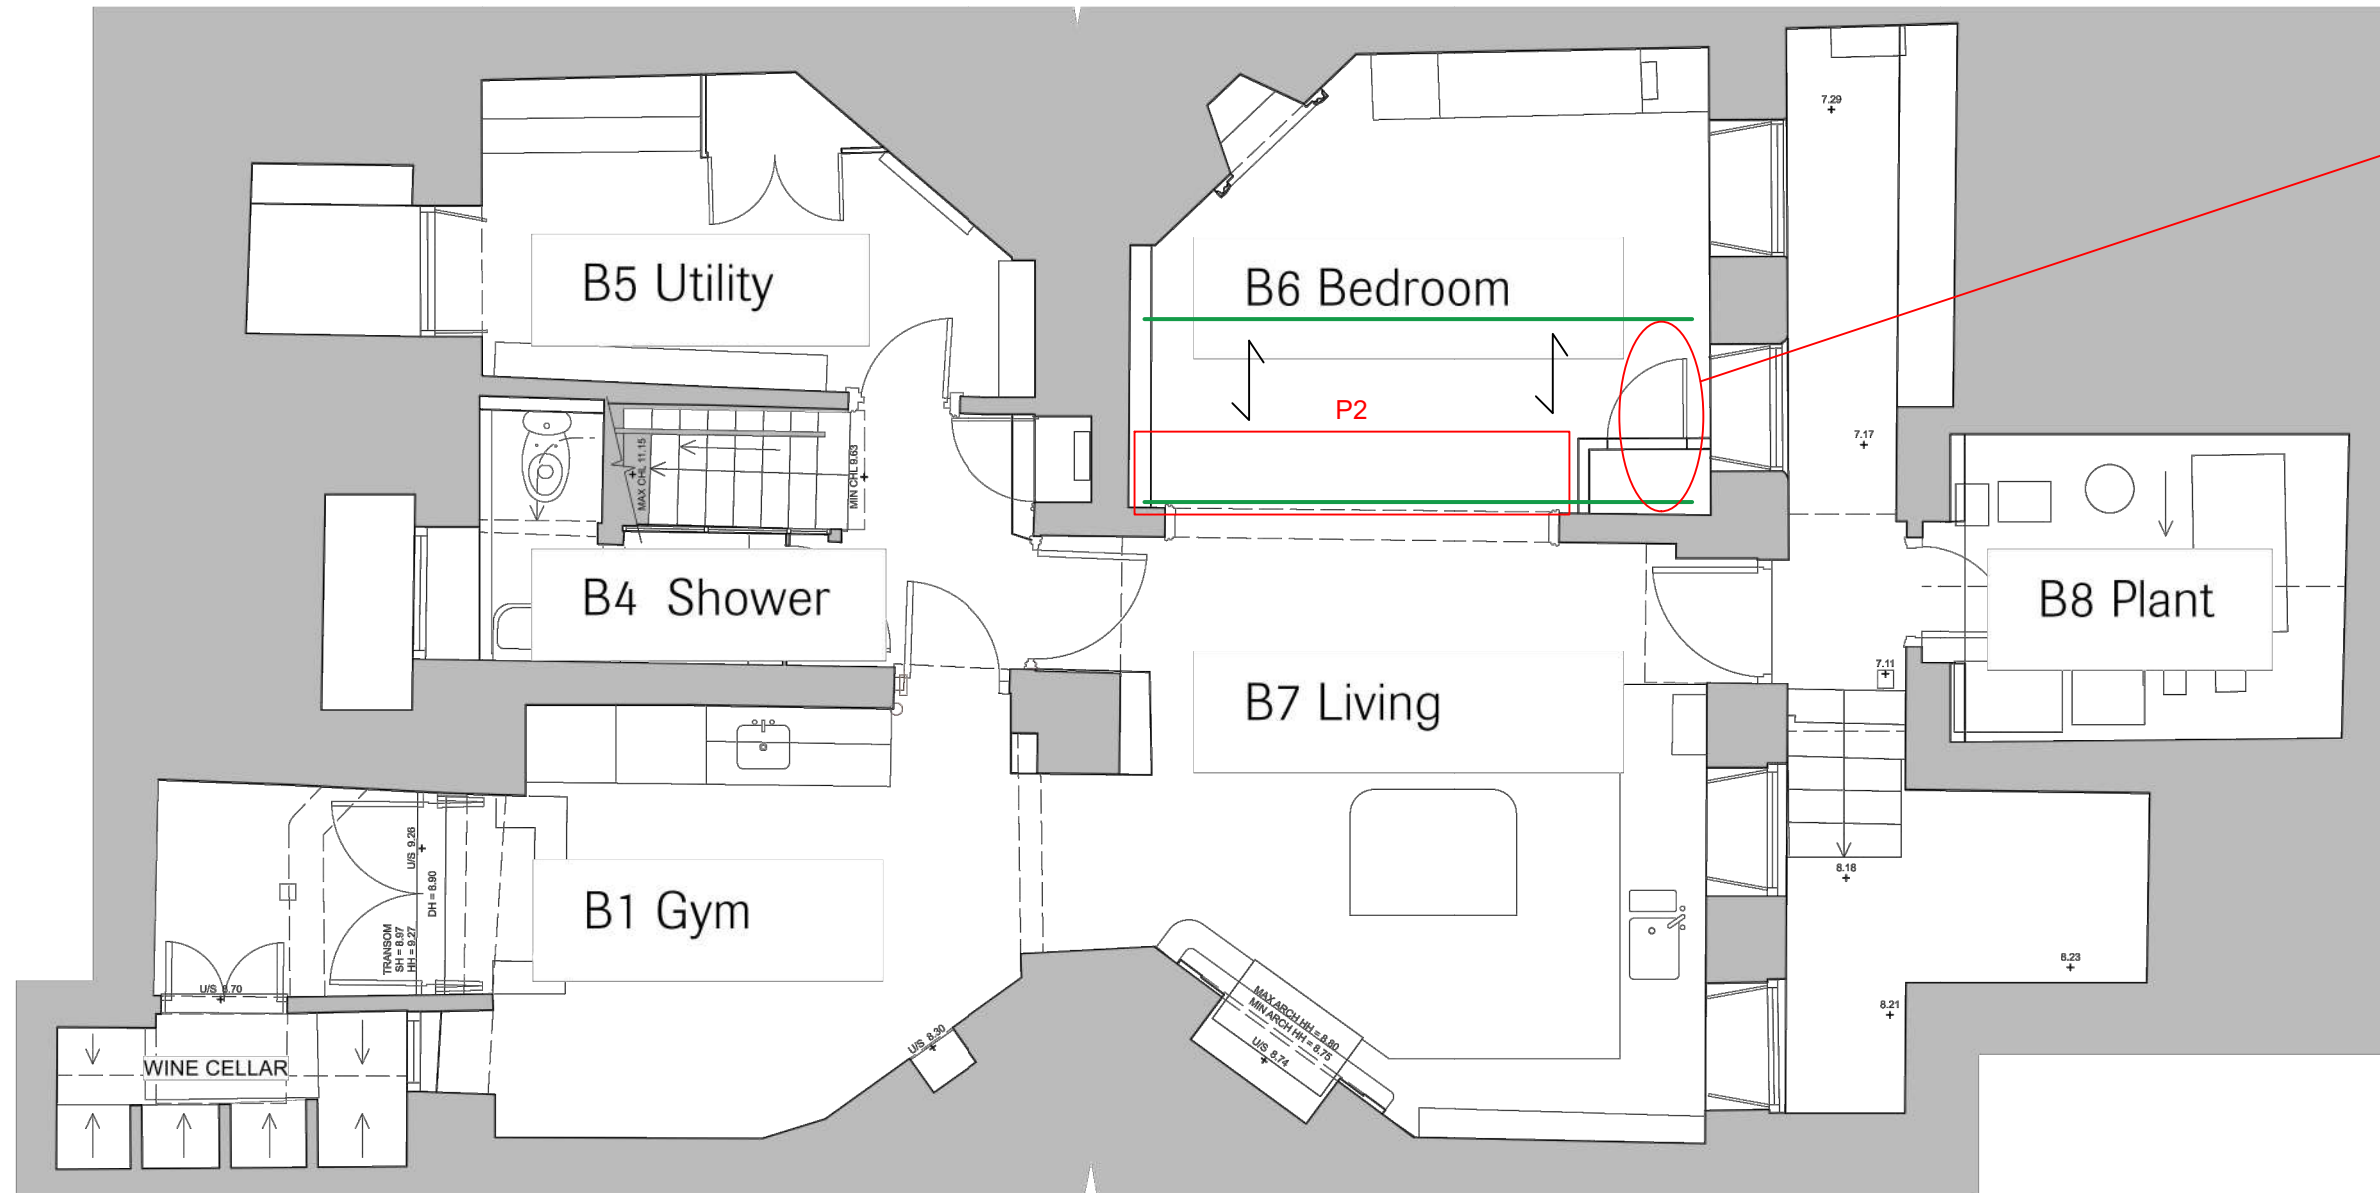 7.29
B5 Utility
B6 Bedroom
P2
7.17
MAX CHL 11.15
MIN CHL 9.63
B4 Shower
B8 Plant
7.11
B7 Living
U/S 9.26
DH = 8.90
8.18
B1 Gym
TRANSOM
SH = 8.97
HH = 9.27
8.23
U/S 8.70
8.21
MAX ARCH HH = 8.80
MIN ARCH HH = 8.75
U/S 8.74
U/S 8.30
WINE CELLAR